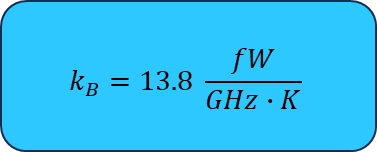 k_B = 13.8 fW / GHz · K